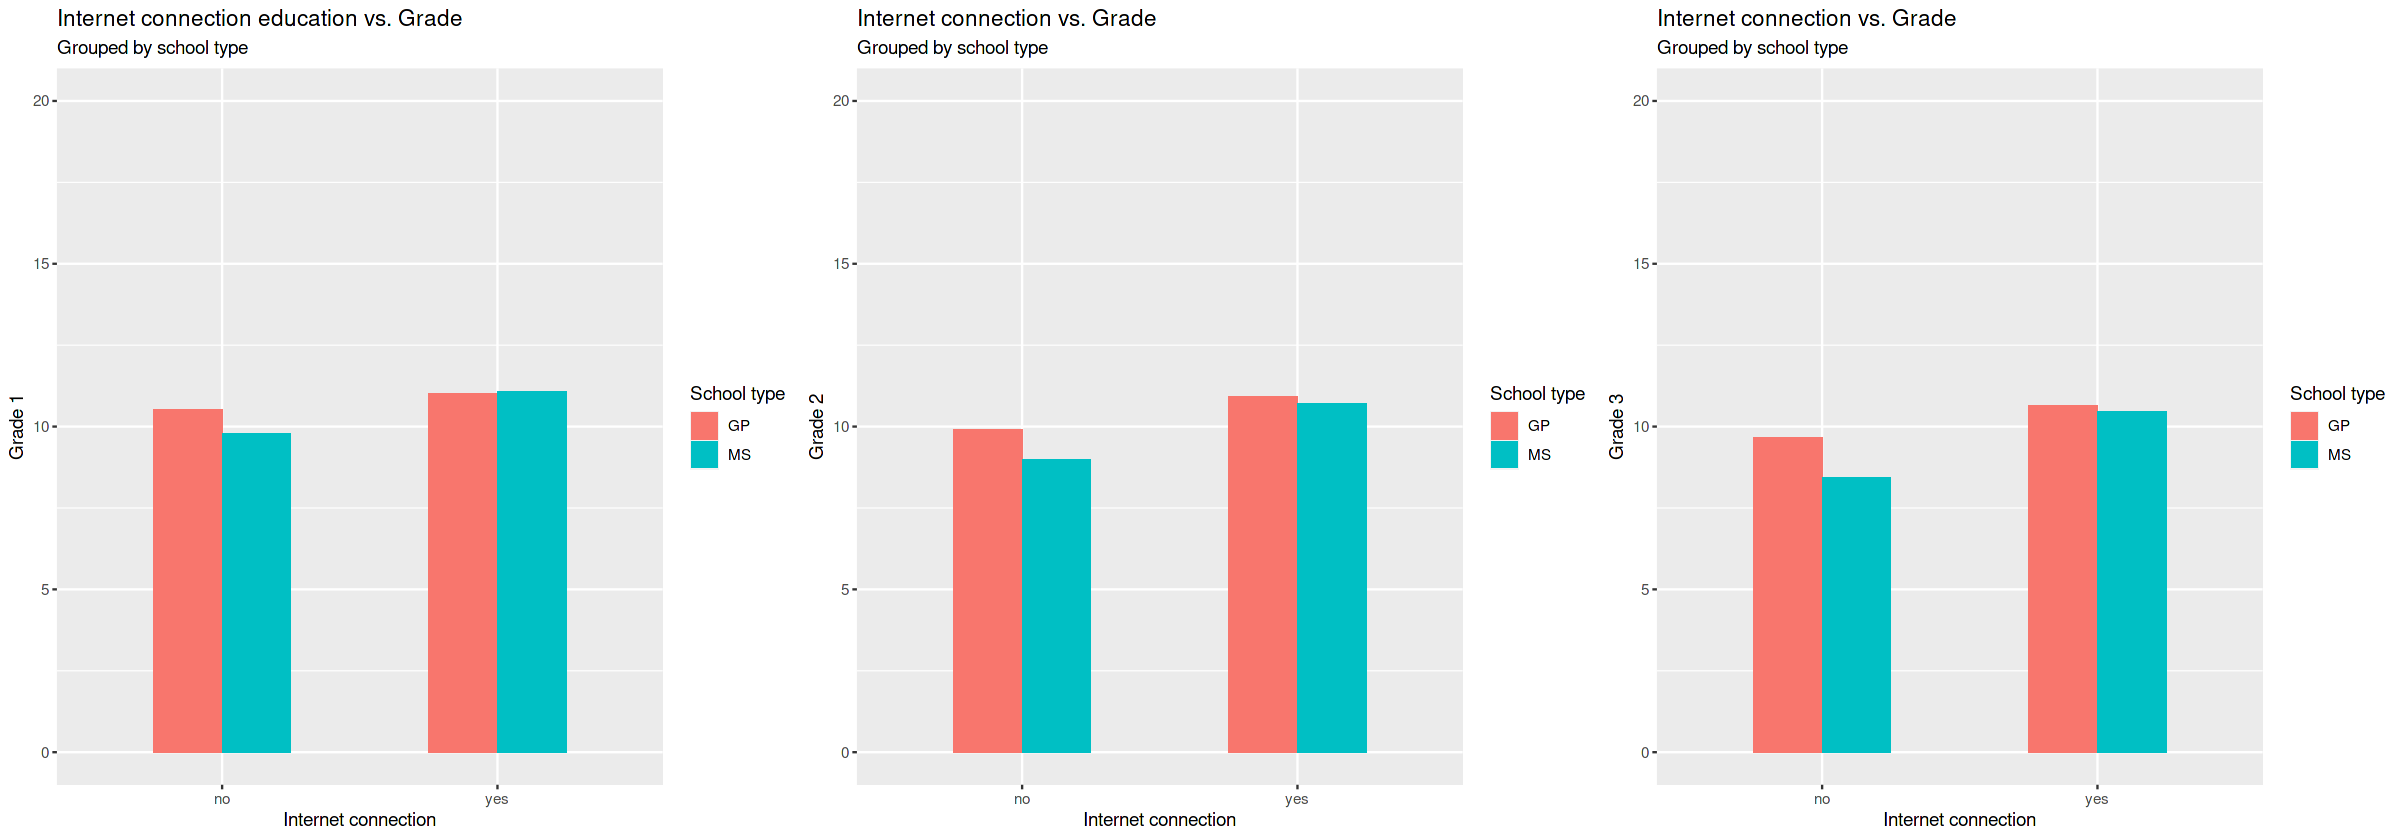 Internet connection education vs. Grade
Grouped by school type
20
15
10
5
0
Grade 1
no yes
Internet connection
School type
GP
MS
Internet connection vs. Grade
Grouped by school type
20
15
10
5
0
Grade 2
no yes
Internet connection
School type
GP
MS
Internet connection vs. Grade
Grouped by school type
20
15
10
5
0
Grade 3
no yes
Internet connection
School type
GP
MS